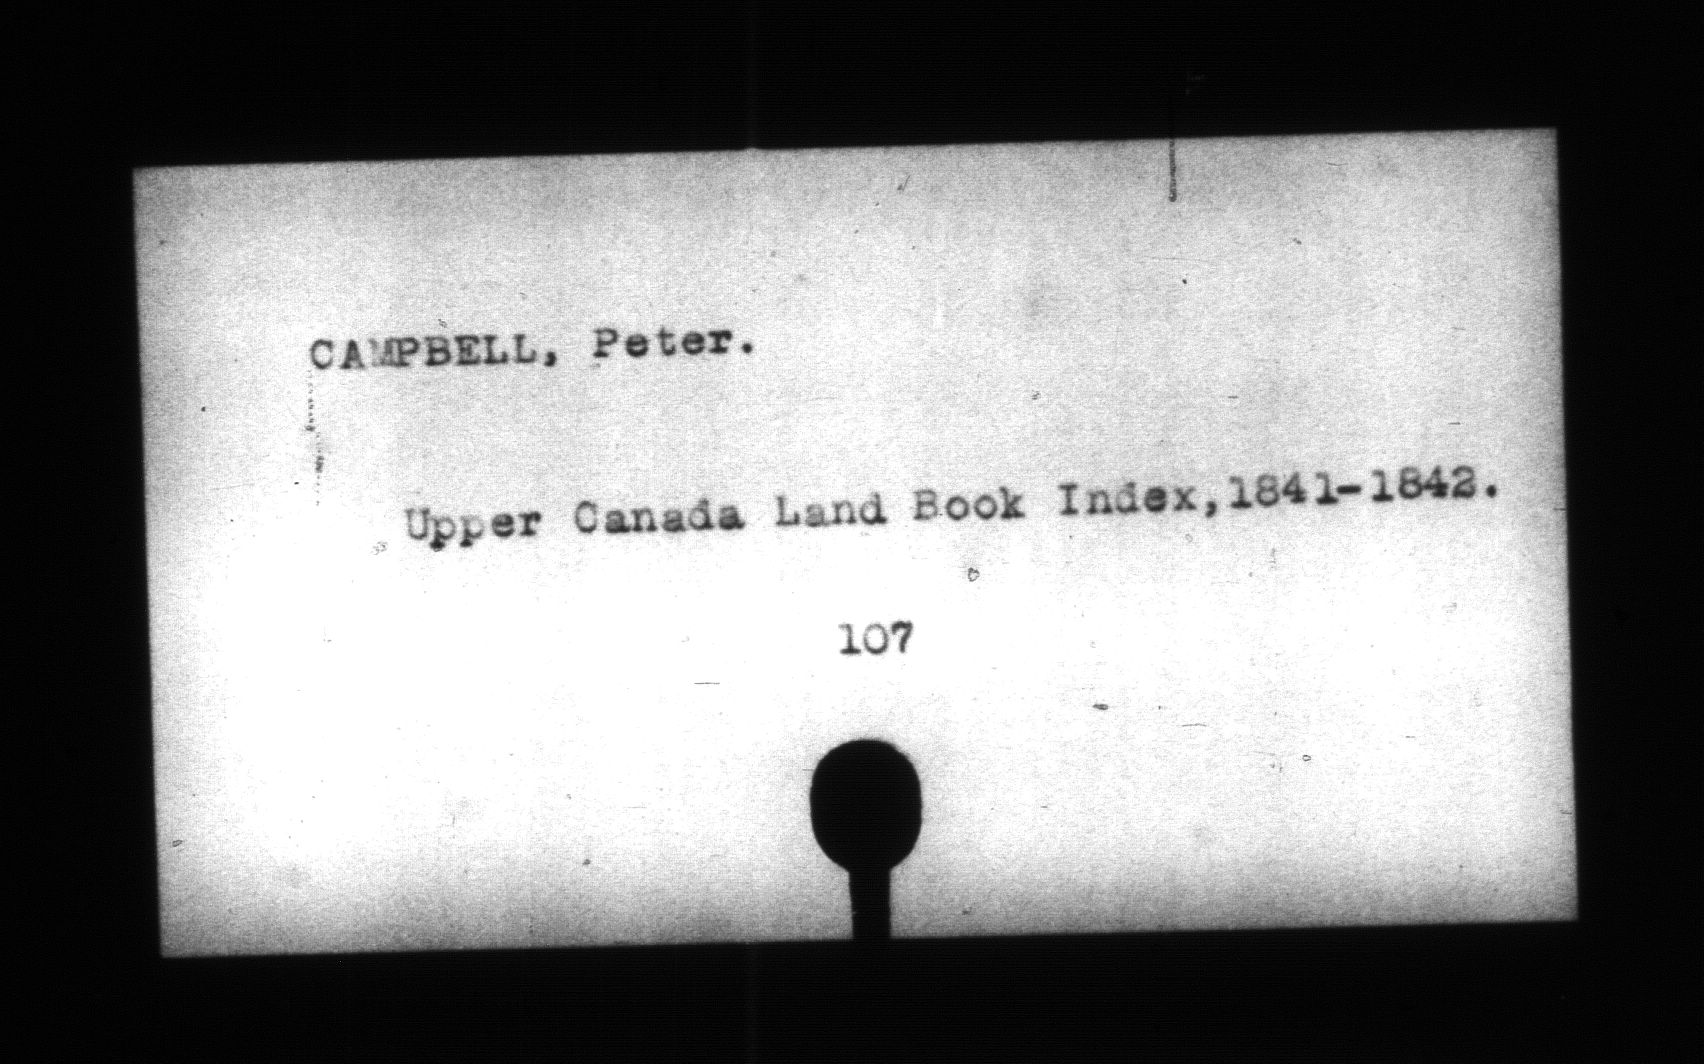 CAMPBELL, Peter.
Upper Canada Land Book Index,1841-1842.
107